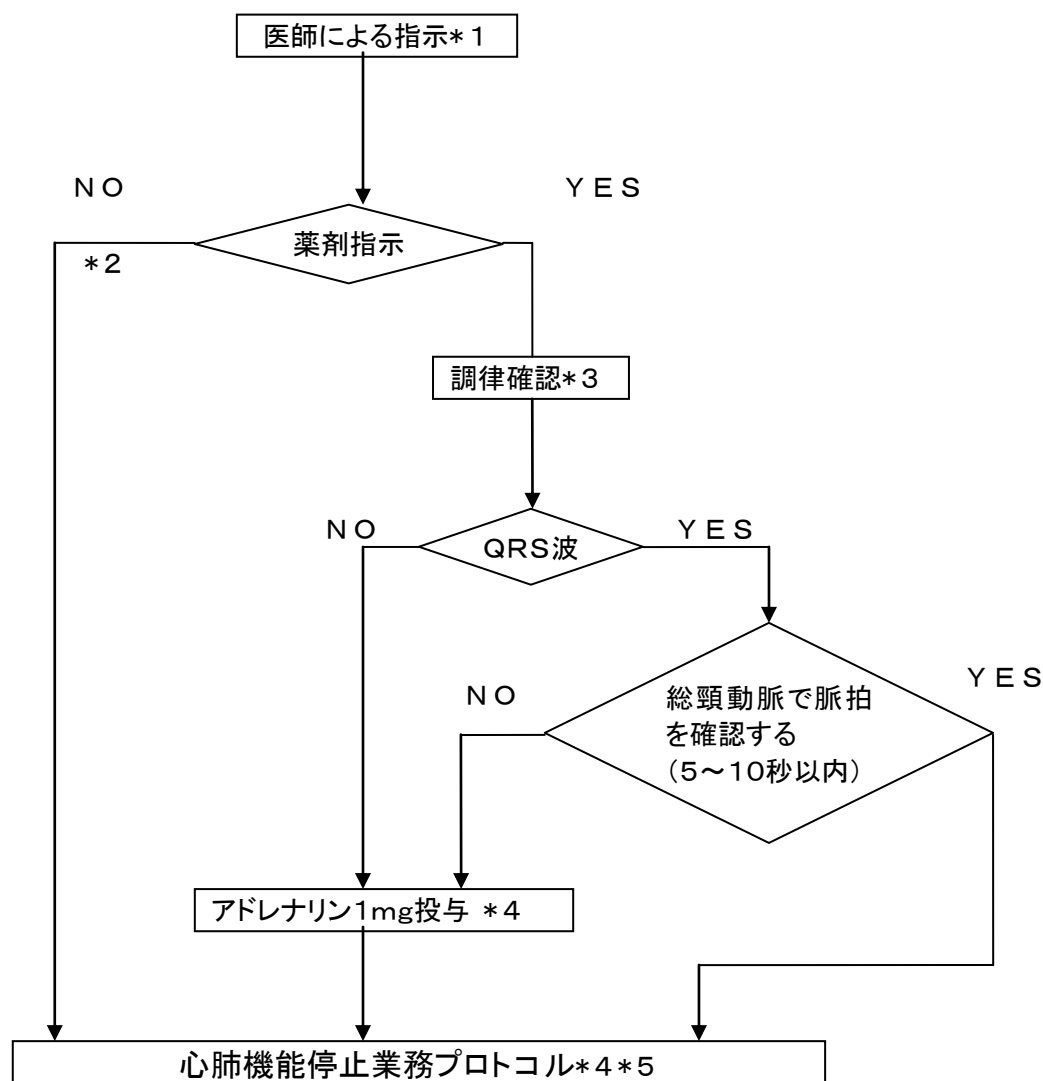 医師による指示*1
NO
YES
薬剤指示
*2
調律確認*3
NO
YES
QRS波
NO
YES
総頸動脈で脈拍
を確認する
(5~10秒以内)
アドレナリン1mg投与 *4
心肺機能停止業務プロトコル*4*5